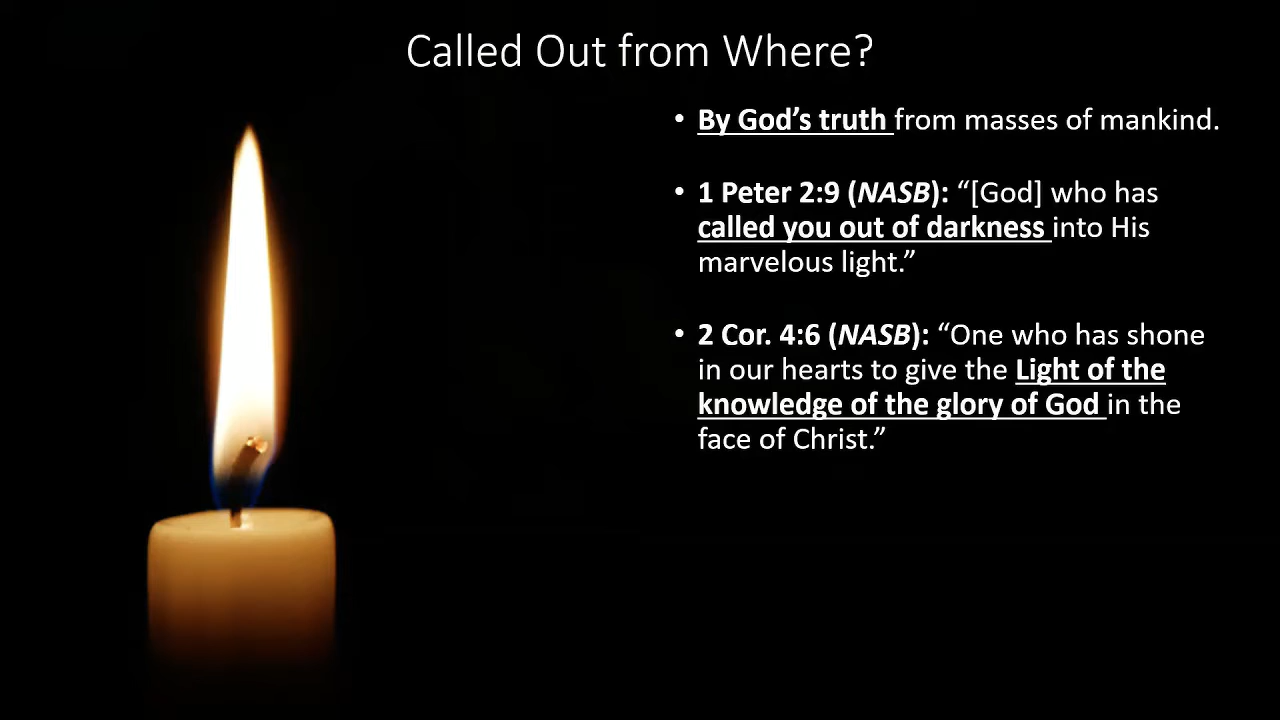 Called Out from Where?
• By God’s truth from masses of mankind.
• 1 Peter 2:9 (NASB): “[God] who has
called you out of darkness into His
marvelous light.”
• 2 Cor. 4:6 (NASB): “One who has shone
in our hearts to give the Light of the
knowledge of the glory of God in the
face of Christ.”